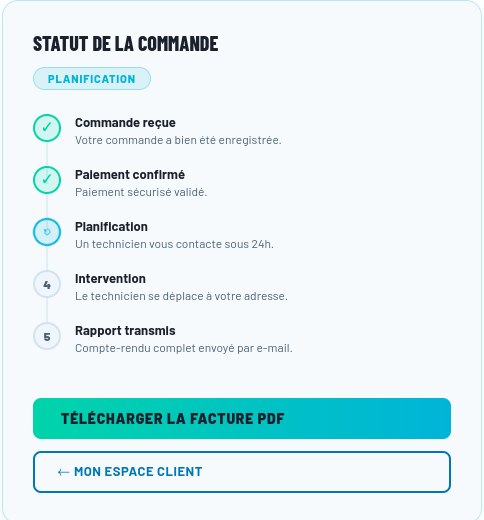 STATUT DE LA COMMANDE
PLANIFICATION
✓ Commande reçue
Votre commande a bien été enregistrée.
✓ Paiement confirmé
Paiement sécurisé validé.
Planification
Un technicien vous contacte sous 24h.
4 Intervention
Le technicien se déplace à votre adresse.
5 Rapport transmis
Compte-rendu complet envoyé par e-mail.
TÉLÉCHARGER LA FACTURE PDF
← MON ESPACE CLIENT